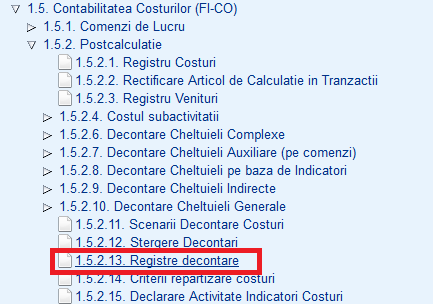 1.5. Contabilitatea Costurilor (FI-CO)
1.5.1. Comenzi de Lucru
1.5.2. Postcalculatie
1.5.2.1. Registru Costuri
1.5.2.2. Rectificare Articol de Calculatie in Tranzactii
1.5.2.3. Registru Venituri
1.5.2.4. Costul subactivitatii
1.5.2.6. Decontare Cheltuieli Complexe
1.5.2.7. Decontare Cheltuieli Auxiliare (pe comenzi)
1.5.2.8. Decontare Cheltuieli pe baza de Indicatori
1.5.2.9. Decontare Cheltuieli Indirecte
1.5.2.10. Decontare Cheltuieli Generale
1.5.2.11. Scenarii Decontare Costuri
1.5.2.12. Stergere Decontari
1.5.2.13. Registre decontare
1.5.2.14. Criterii repartizare costuri
1.5.2.15. Declarare Activitate Indicatori Costuri